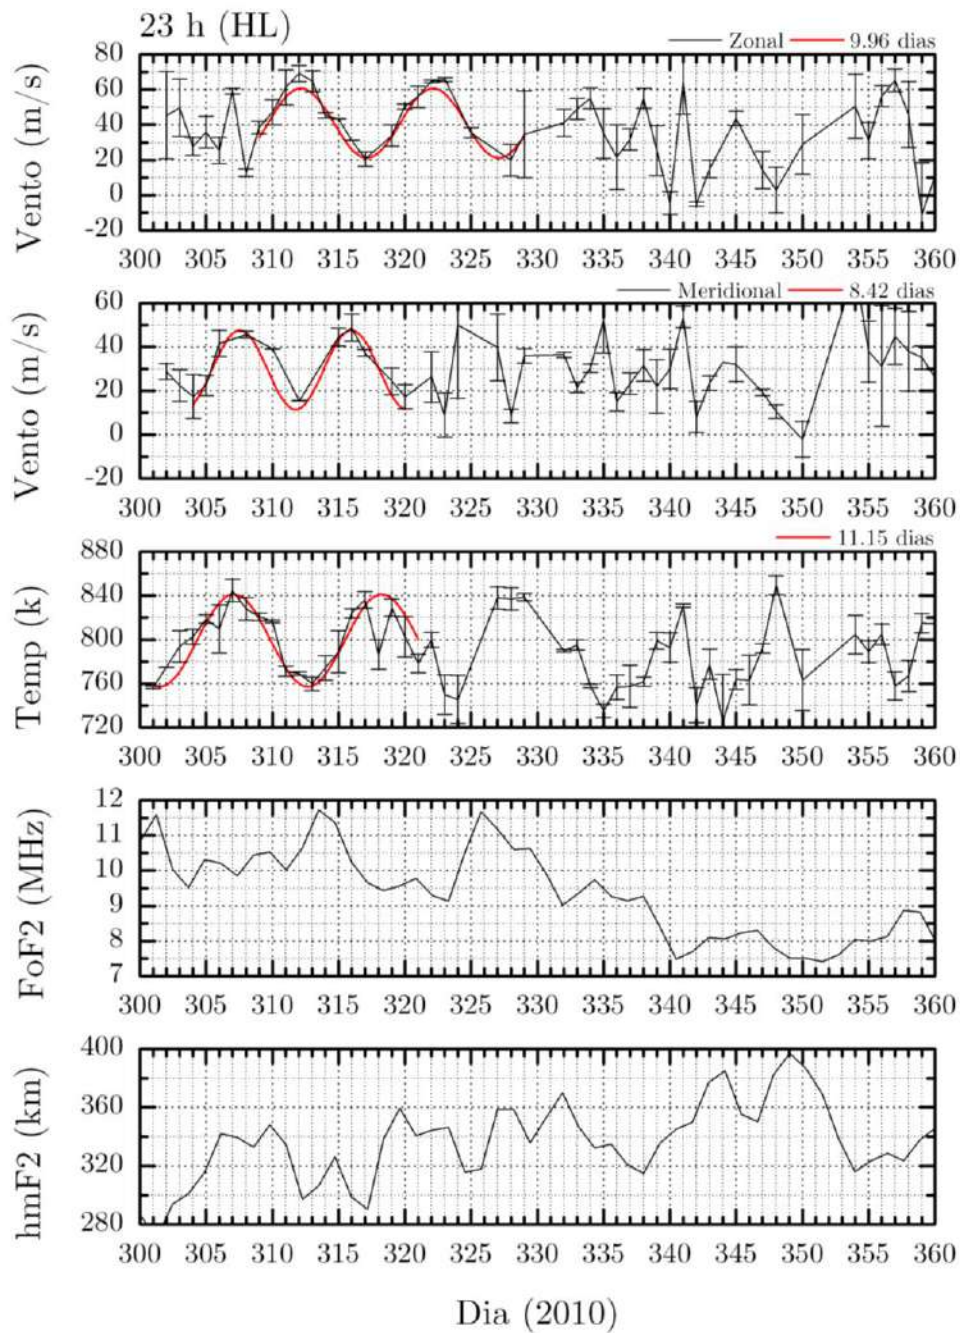 23 h (HL)
Zonal 9.96 dias
Vento (m/s)
80
60
40
20
0
-20
300 305 310 315 320 325 330 335 340 345 350 355 360
Meridional 8.42 dias
Vento (m/s)
60
40
20
0
-20
300 305 310 315 320 325 330 335 340 345 350 355 360
11.15 dias
Temp (k)
880
840
800
760
720
300 305 310 315 320 325 330 335 340 345 350 355 360
FoF2 (MHz)
12
11
10
9
8
7
300 305 310 315 320 325 330 335 340 345 350 355 360
hmF2 (km)
400
360
320
280
300 305 310 315 320 325 330 335 340 345 350 355 360
Dia (2010)